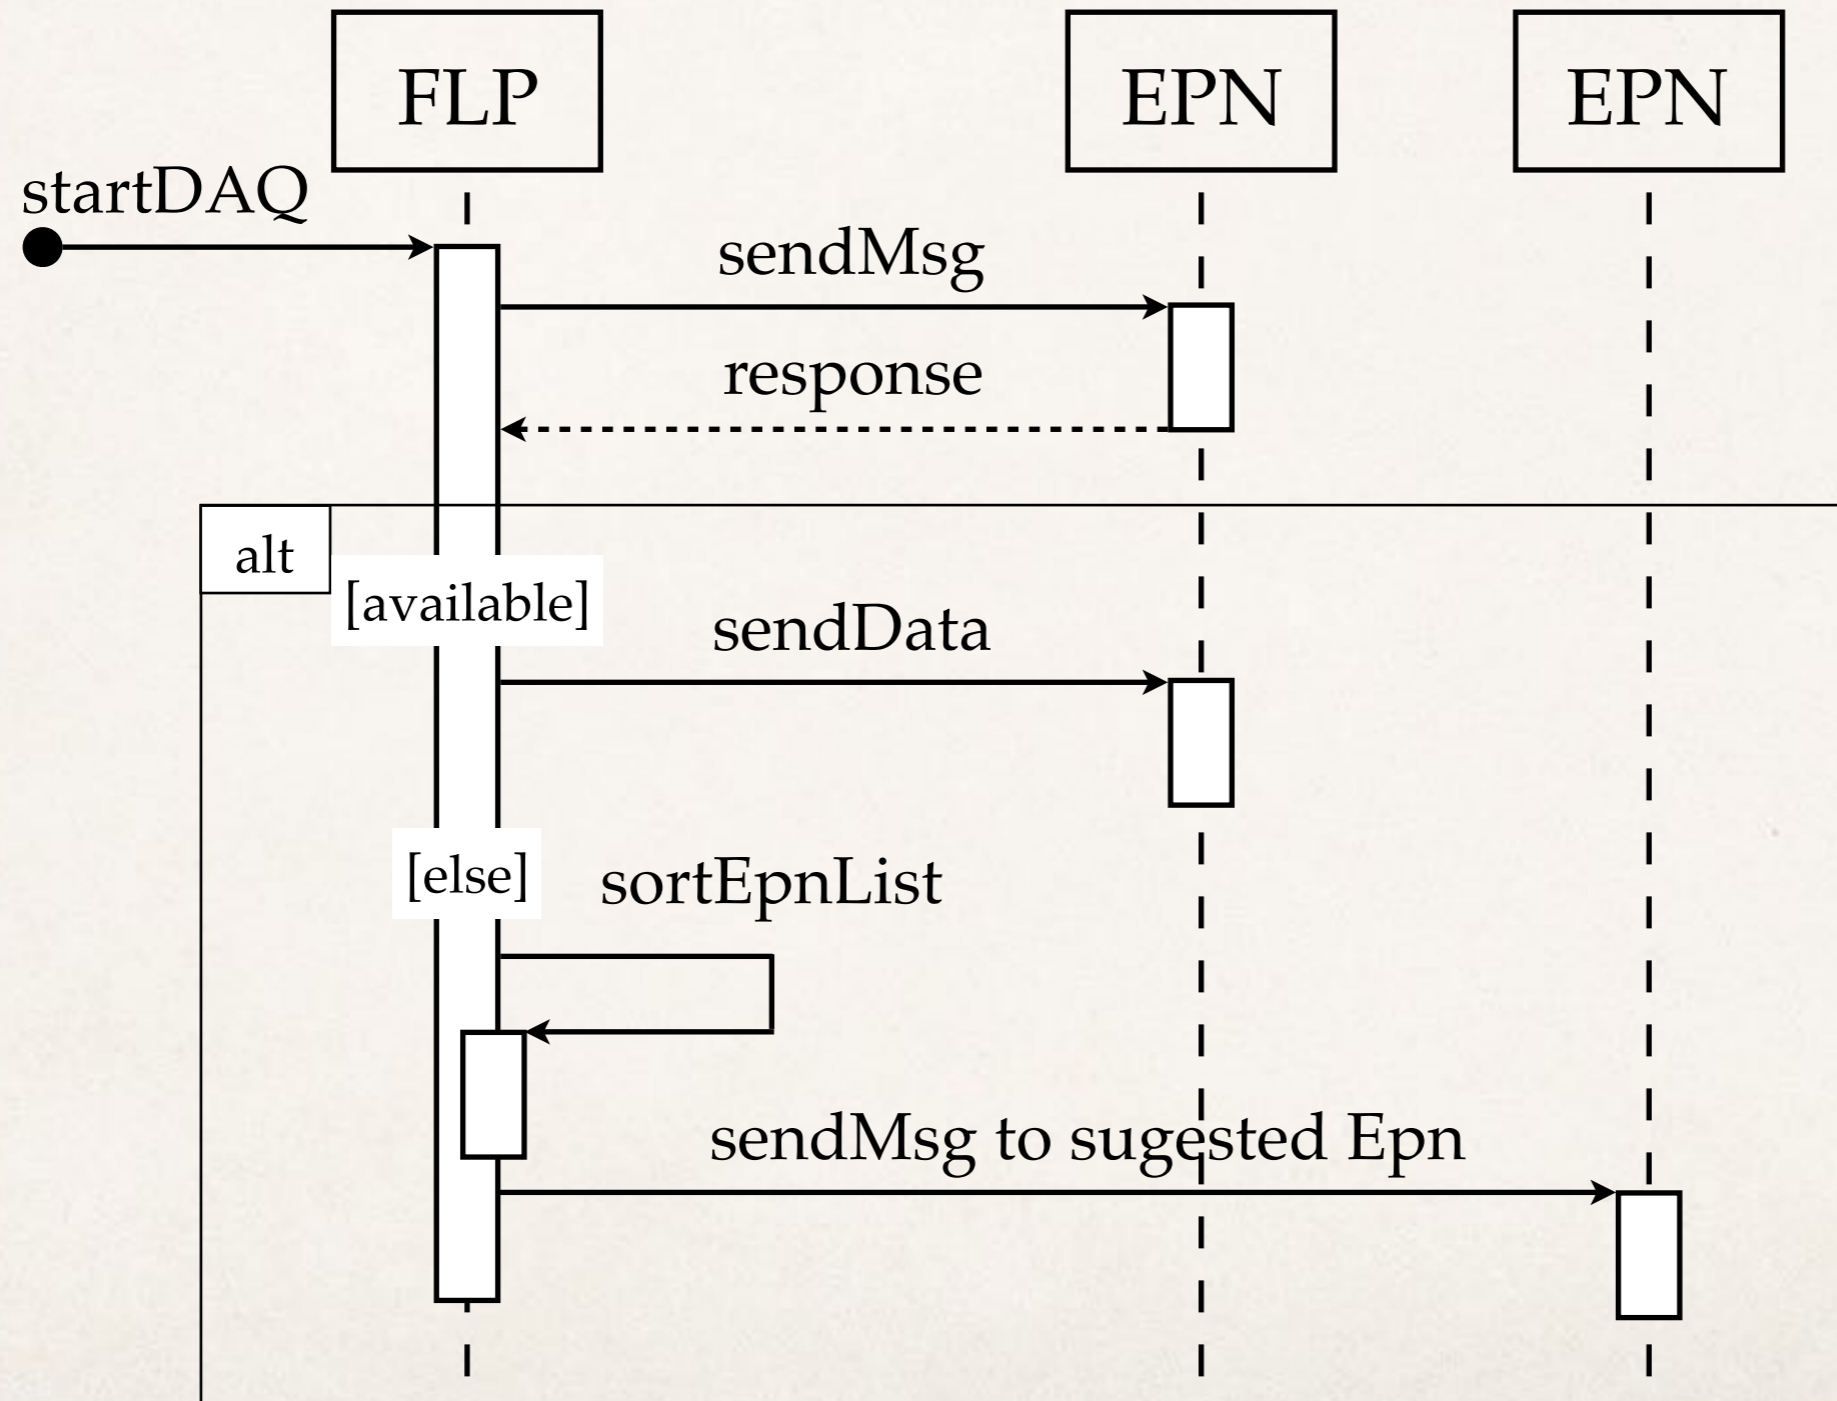 FLP
EPN
EPN
startDAQ
sendMsg
response
alt
[available]
sendData
[else]
sortEpnList
sendMsg to sugested Epn